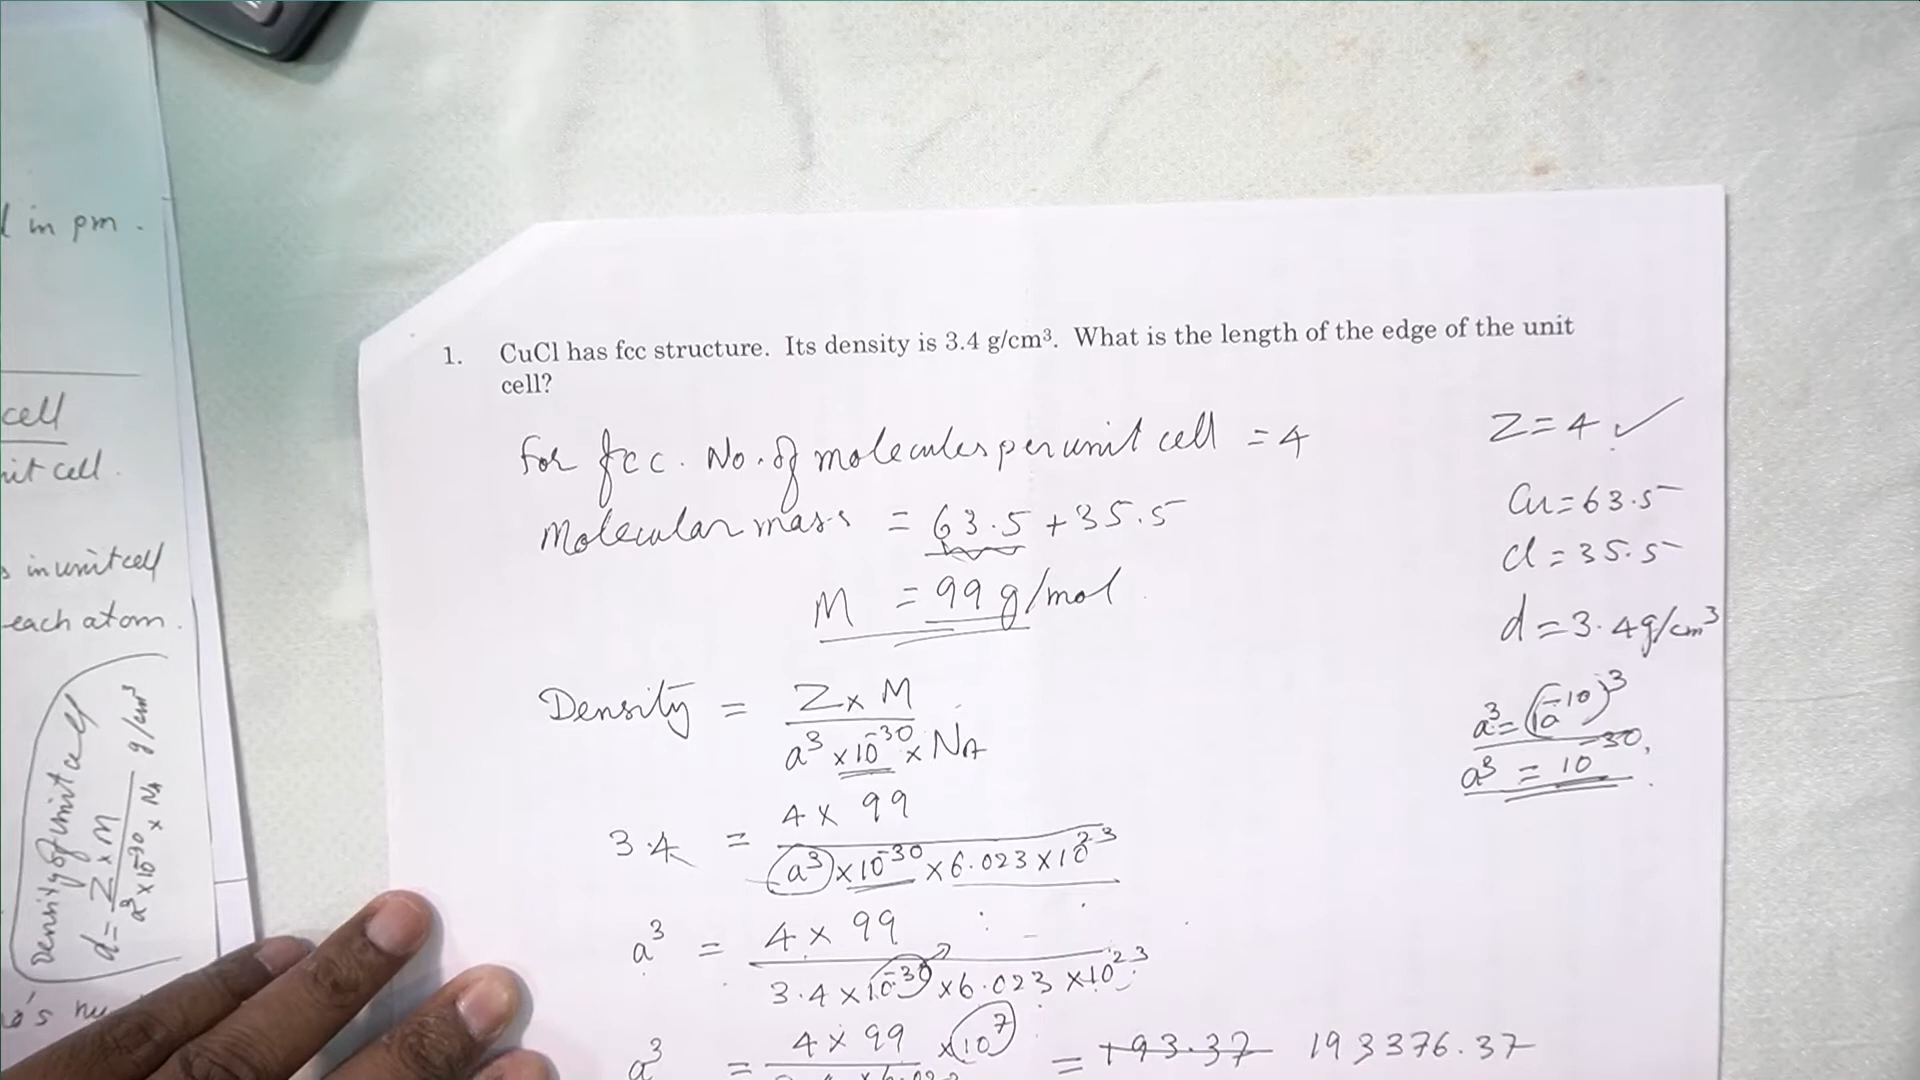 l in pm.
cell
nit cell.
s in unit cell
each atom.
Density of unit cell
d = Z × M
a³ × 10⁻³⁰ × NA g/cm³
1. CuCl has fcc structure. Its density is 3.4 g/cm³. What is the length of the edge of the unit
cell?
For fcc. No. of molecules per unit cell = 4
Z = 4 ✓
Molecular mass = 63.5 + 35.5
Cu = 63.5
M = 99 g/mol
Cl = 35.5
d = 3.4 g/cm³
Density = Z × M
a³ × 10⁻³⁰ × NA
a³ = (a⁻¹⁰)³
a³ = 10⁻³⁰.
3.4 = 4 × 99
a³ × 10⁻³⁰ × 6.023 × 10²³
a³ = 4 × 99
3.4 × 10⁻³⁰ × 6.023 × 10²³
a³ = 4 × 99 × 10⁷ = 193.37 193376.37